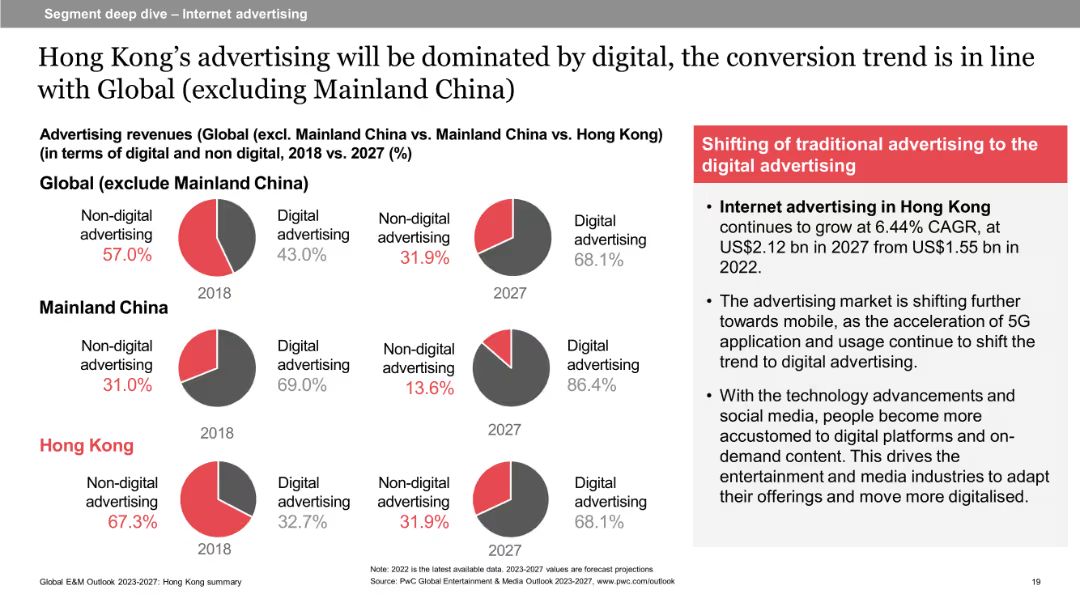 Segment deep dive – Internet advertising
Hong Kong's advertising will be dominated by digital, the conversion trend is in line
with Global (excluding Mainland China)
Advertising revenues (Global (excl. Mainland China vs. Mainland China vs. Hong Kong)
(in terms of digital and non digital, 2018 vs. 2027 (%)
Global (exclude Mainland China)
Non-digital
advertising
57.0%
Digital
advertising
43.0%
2018
Non-digital
advertising
31.9%
Digital
advertising
68.1%
2027
Mainland China
Non-digital
advertising
31.0%
Digital
advertising
69.0%
2018
Non-digital
advertising
13.6%
Digital
advertising
86.4%
2027
Hong Kong
Non-digital
advertising
67.3%
Digital
advertising
32.7%
2018
Non-digital
advertising
31.9%
Digital
advertising
68.1%
2027
Shifting of traditional advertising to the
digital advertising
• Internet advertising in Hong Kong
continues to grow at 6.44% CAGR, at
US$2.12 bn in 2027 from US$1.55 bn in
2022.
• The advertising market is shifting further
towards mobile, as the acceleration of 5G
application and usage continue to shift the
trend to digital advertising.
• With the technology advancements and
social media, people become more
accustomed to digital platforms and on-
demand content. This drives the
entertainment and media industries to adapt
their offerings and move more digitalised.
Note: 2022 is the latest available data. 2023-2027 values are forecast projections
Global E&M Outlook 2023-2027: Hong Kong summary
Source: PwC Global Entertainment & Media Outlook 2023-2027, www.pwc.com/outlook
19